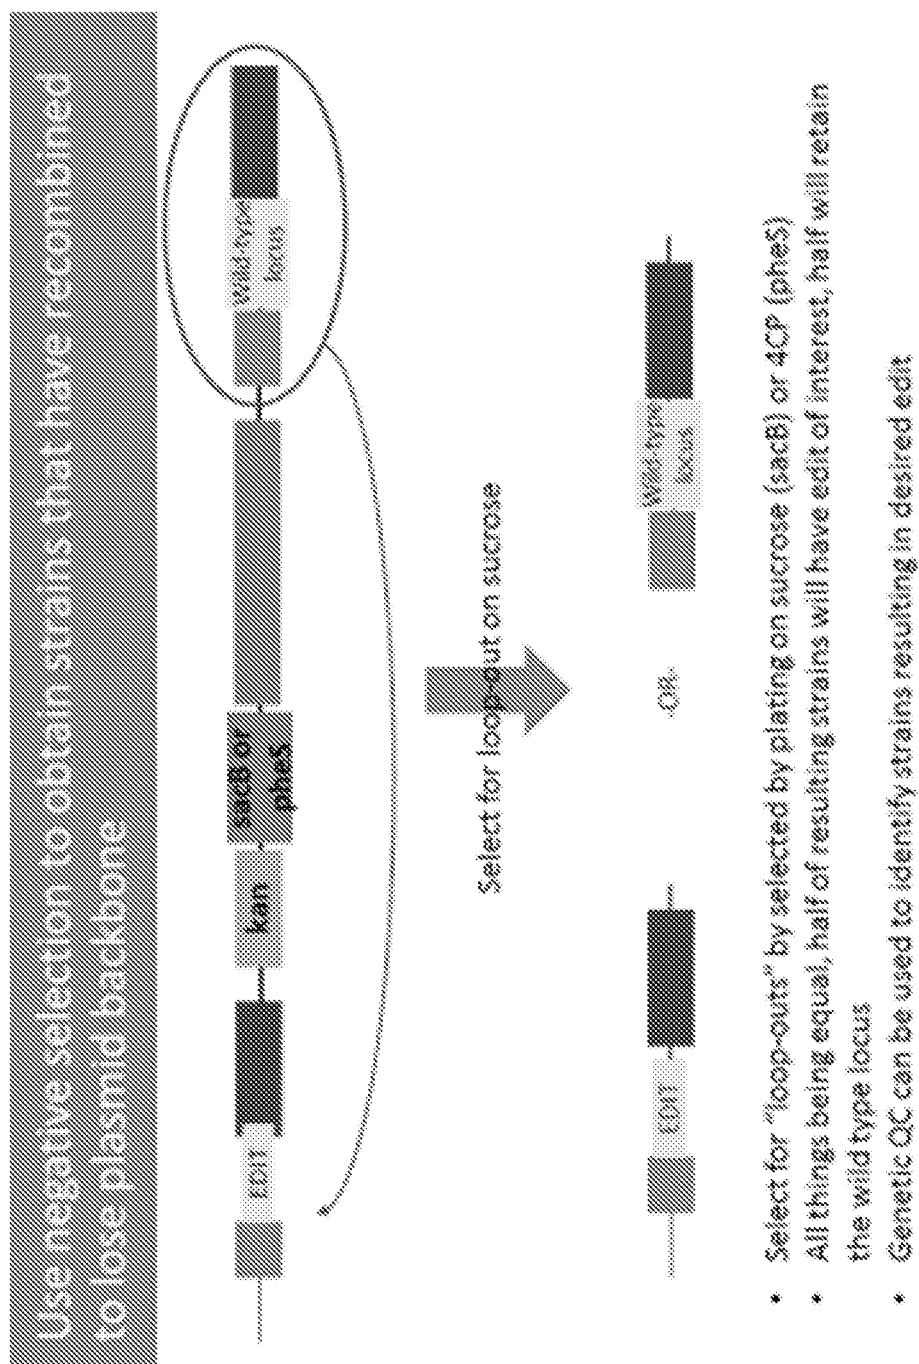 Use negative selection to obtain strains that have recombined
to lose plasmid backbone
EDIT
kan
sacB or
pheS
Wild-type
locus
Select for loop-out on sucrose
EDIT
-OR-
Wild-type
locus
• Select for "loop-outs" by selected by plating on sucrose (sacB) or 4CP (pheS)
• All things being equal, half of resulting strains will have edit of interest, half will retain
the wild type locus
• Genetic QC can be used to identify strains resulting in desired edit